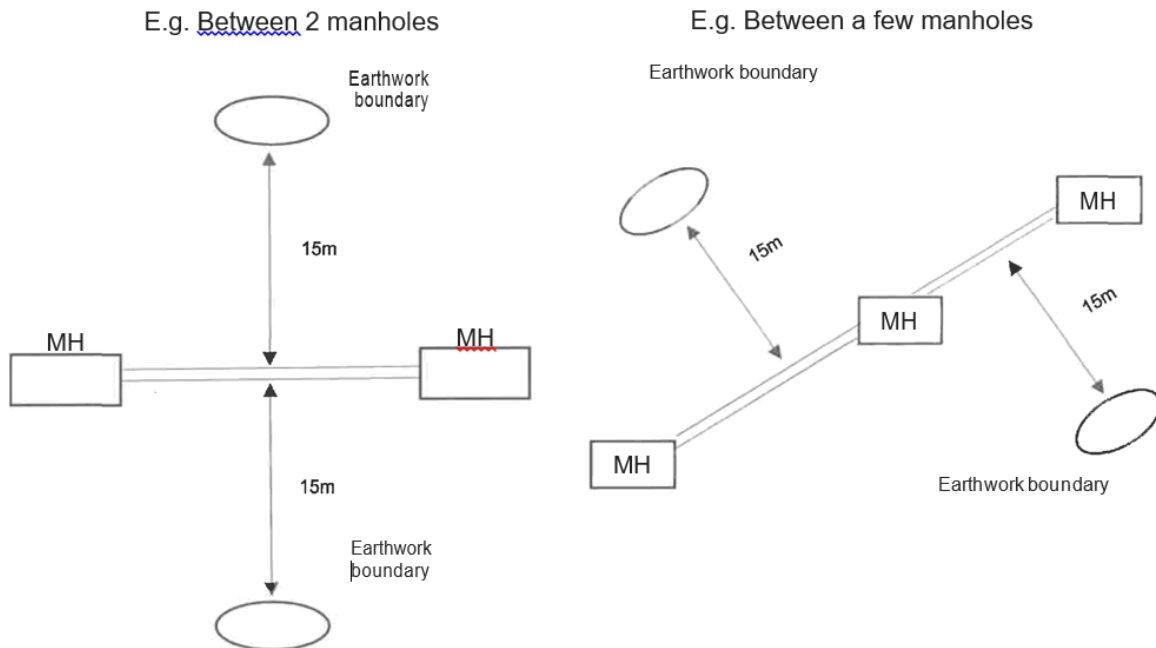 E.g. Between 2 manholes
Earthwork
boundary
15m
MH
MH
15m
Earthwork
boundary
E.g. Between a few manholes
Earthwork boundary
15m
MH
MH
15m
MH
Earthwork boundary